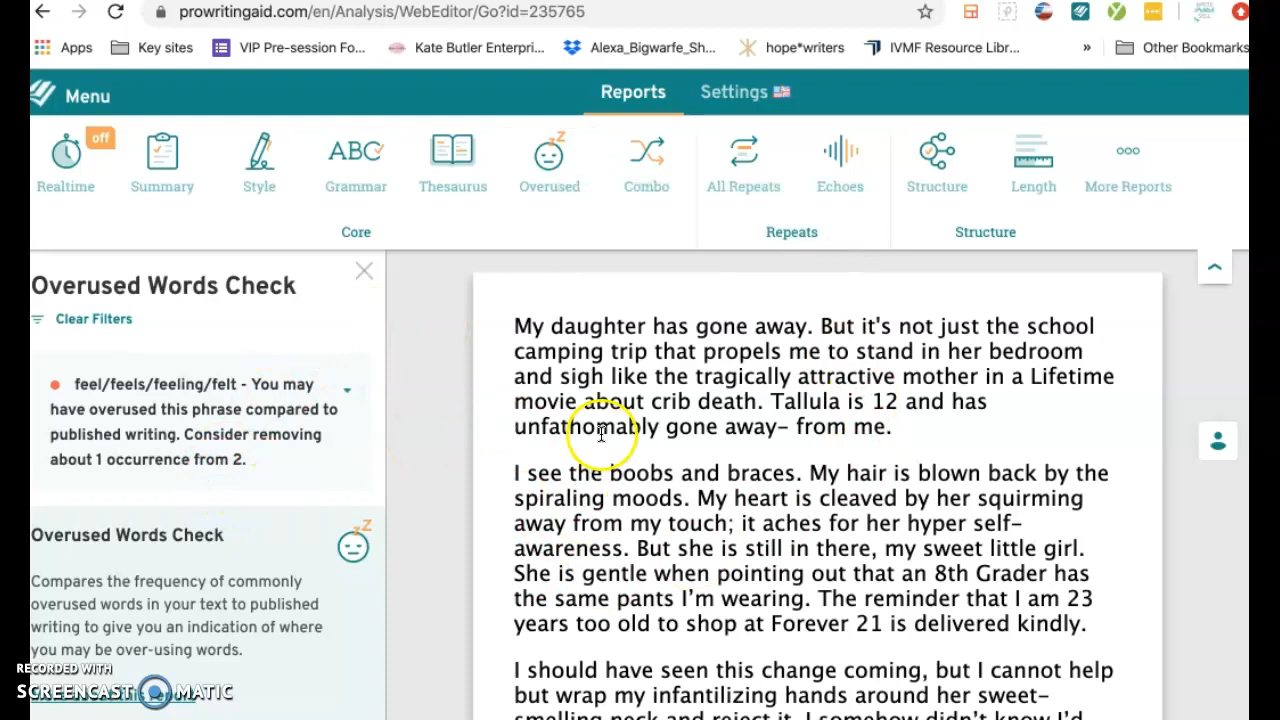 prowritingaid.com/en/Analysis/WebEditor/Go?id=235765
Apps Key sites VIP Pre-session Fo... Kate Butler Enterpri... Alexa_Bigwarfe_Sh... hope*writers IVMF Resource Libr... » Other Bookmarks
Menu Reports Settings
off
ABC
Realtime Summary Style Grammar Thesaurus Overused Combo All Repeats Echoes Structure Length More Reports
Core Repeats Structure
Overused Words Check
Clear Filters
feel/feels/feeling/felt - You may
have overused this phrase compared to
published writing. Consider removing
about 1 occurrence from 2.
Overused Words Check
Compares the frequency of commonly
overused words in your text to published
writing to give you an indication of where
you may be over-using words.
RECORDED WITH
SCREENCAST MATIC
My daughter has gone away. But it's not just the school
camping trip that propels me to stand in her bedroom
and sigh like the tragically attractive mother in a Lifetime
movie about crib death. Tallula is 12 and has
unfathomably gone away– from me.
I see the boobs and braces. My hair is blown back by the
spiraling moods. My heart is cleaved by her squirming
away from my touch; it aches for her hyper self-
awareness. But she is still in there, my sweet little girl.
She is gentle when pointing out that an 8th Grader has
the same pants I’m wearing. The reminder that I am 23
years too old to shop at Forever 21 is delivered kindly.
I should have seen this change coming, but I cannot help
but wrap my infantilizing hands around her sweet-
smelling neck and reject it. I somehow didn’t know I’d